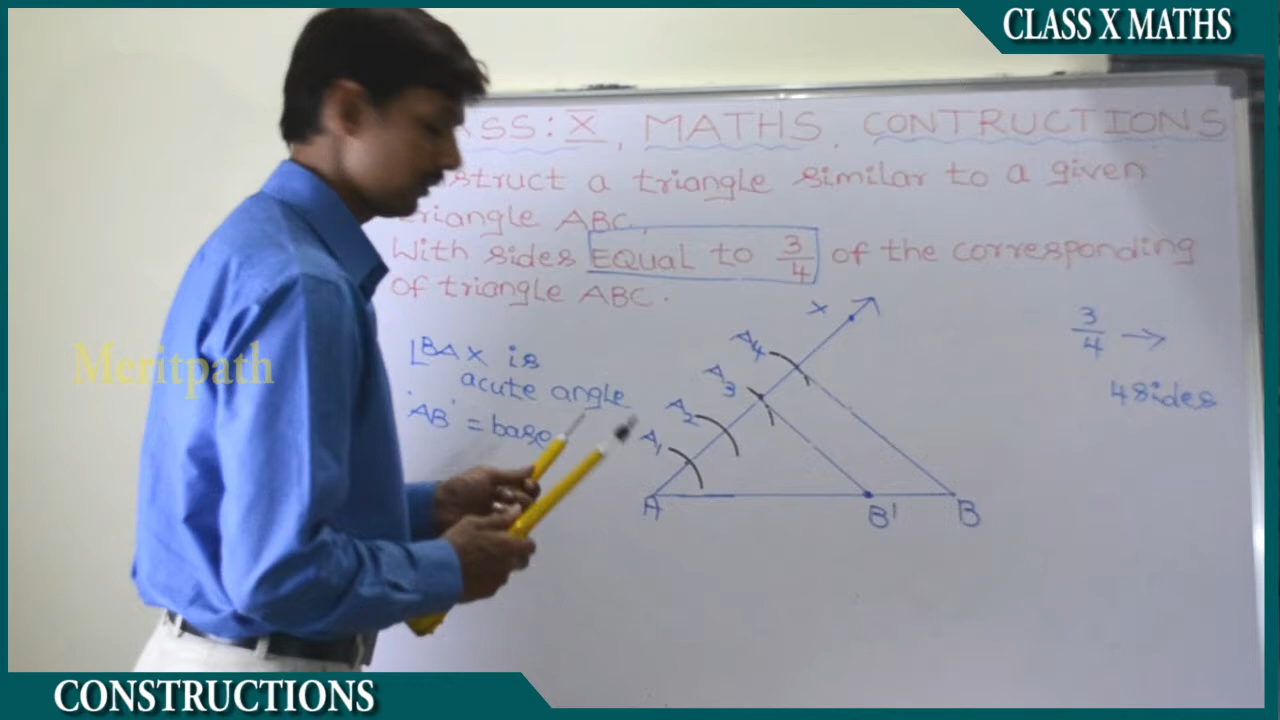 CLASS X MATHS
ASS: X, MATHS, CONTRUCTIONS
nstruct a triangle similar to a given
triangle ABC,
With sides EQUAL to 3/4 of the corresponding
of triangle ABC.
∠BAX is
acute angle
'AB' = base
X
A4
A3
A2
A1
A
B'
B
3/4 →
4 sides
Meritpath
CONSTRUCTIONS